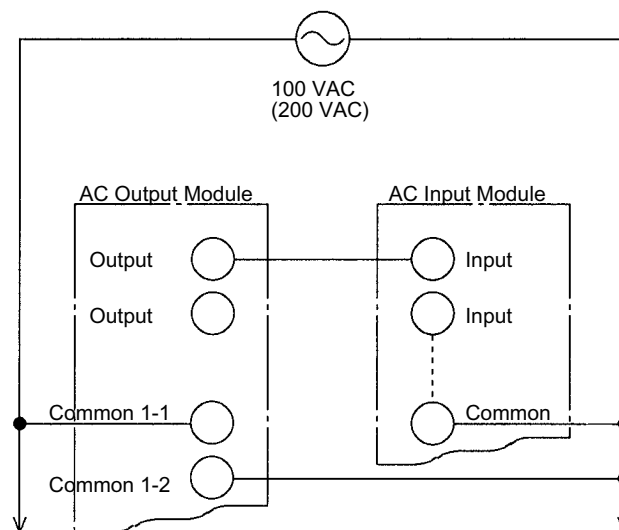 100 VAC
(200 VAC)
AC Output Module
AC Input Module
Output
Input
Output
Input
Common 1-1
Common
Common 1-2